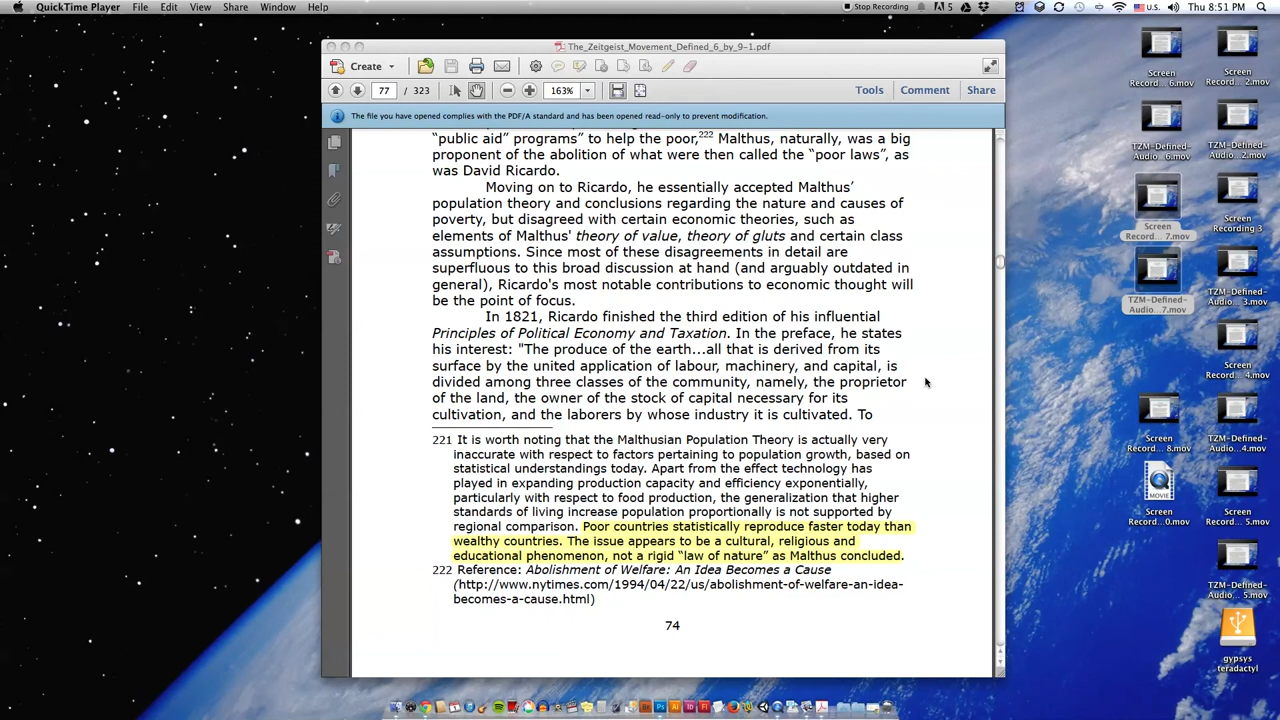 QuickTime Player File Edit View Share Window Help
Stop Recording 5 U.S. Thu 8:51 PM
The_Zeitgeist_Movement_Defined_6_by_9-1.pdf
Create
77 / 323 163% Tools Comment Share
The file you have opened complies with the PDF/A standard and has been opened read-only to prevent modification.
“public aid” programs” to help the poor,222 Malthus, naturally, was a big
proponent of the abolition of what were then called the “poor laws”, as
was David Ricardo.
Moving on to Ricardo, he essentially accepted Malthus’
population theory and conclusions regarding the nature and causes of
poverty, but disagreed with certain economic theories, such as
elements of Malthus' theory of value, theory of gluts and certain class
assumptions. Since most of these disagreements in detail are
superfluous to this broad discussion at hand (and arguably outdated in
general), Ricardo's most notable contributions to economic thought will
be the point of focus.
In 1821, Ricardo finished the third edition of his influential
Principles of Political Economy and Taxation. In the preface, he states
his interest: "The produce of the earth...all that is derived from its
surface by the united application of labour, machinery, and capital, is
divided among three classes of the community, namely, the proprietor
of the land, the owner of the stock of capital necessary for its
cultivation, and the laborers by whose industry it is cultivated. To
221 It is worth noting that the Malthusian Population Theory is actually very
inaccurate with respect to factors pertaining to population growth, based on
statistical understandings today. Apart from the effect technology has
played in expanding production capacity and efficiency exponentially,
particularly with respect to food production, the generalization that higher
standards of living increase population proportionally is not supported by
regional comparison. Poor countries statistically reproduce faster today than
wealthy countries. The issue appears to be a cultural, religious and
educational phenomenon, not a rigid “law of nature” as Malthus concluded.
222 Reference: Abolishment of Welfare: An Idea Becomes a Cause
(http://www.nytimes.com/1994/04/22/us/abolishment-of-welfare-an-idea-
becomes-a-cause.html)
74
Screen
Record... 6.mov
Screen
Record... 2.mov
TZM-Defined-
Audio... 6.mov
TZM-Defined-
Audio... 2.mov
Screen
Record... 7.mov
Screen
Recording 3
TZM-Defined-
Audio... 7.mov
TZM-Defined-
Audio... 3.mov
Screen
Record... 4.mov
Screen
Record... 8.mov
TZM-Defined-
Audio... 4.mov
MOVIE
Screen
Record...0.mov
Screen
Record... 5.mov
TZM-Defined-
Audio... 5.mov
gypsys
teradactyl